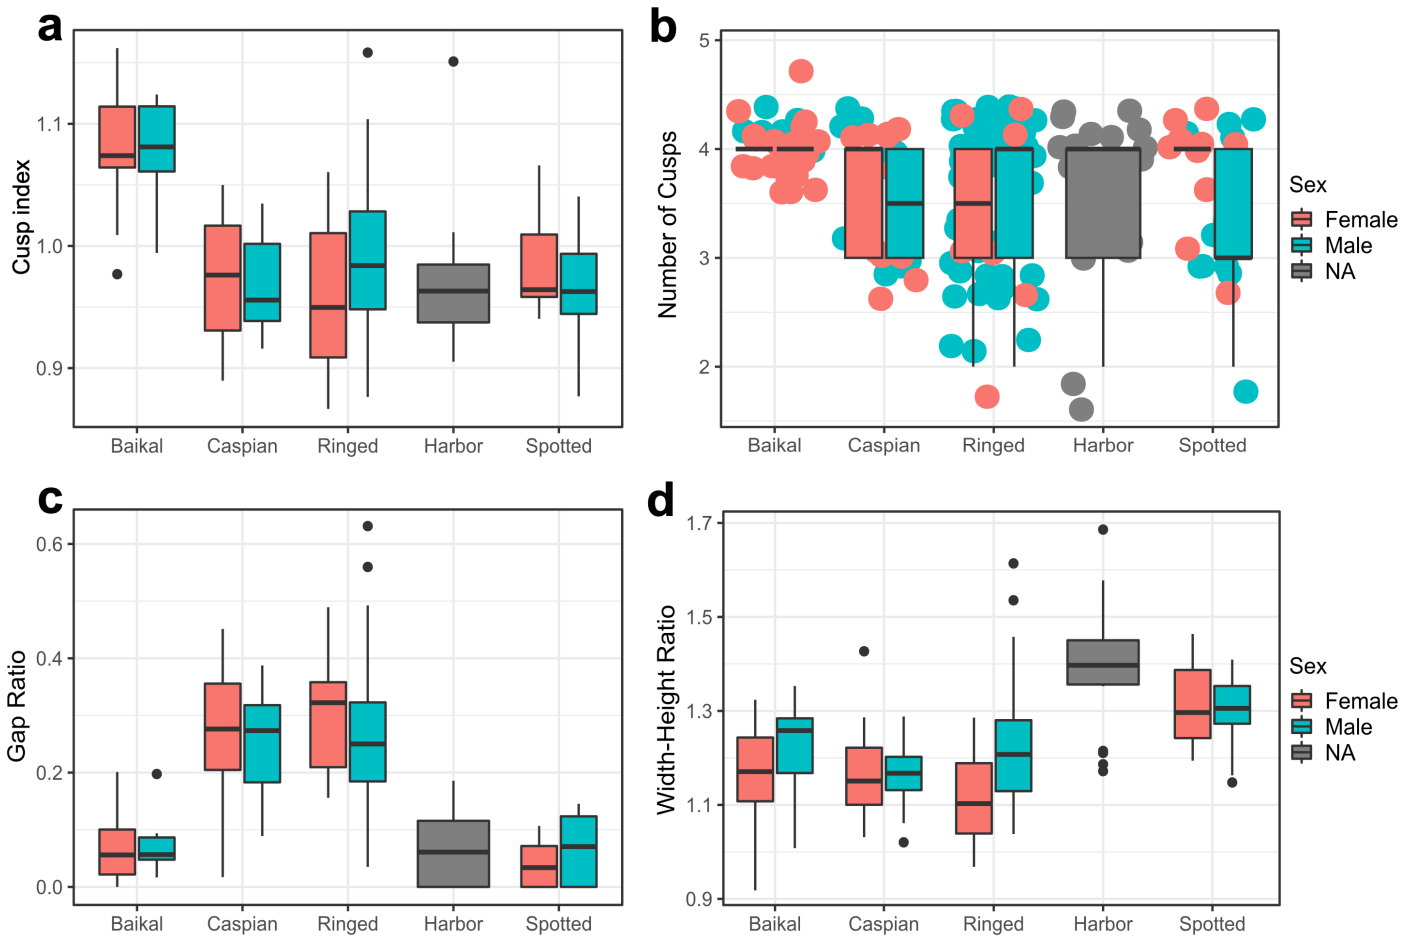 a
Cusp index
1.1
1.0
0.9
Baikal Caspian Ringed Harbor Spotted
b
Number of Cusps
5
4
3
2
Baikal Caspian Ringed Harbor Spotted
Sex
Female
Male
NA
c
Gap Ratio
0.6
0.4
0.2
0.0
Baikal Caspian Ringed Harbor Spotted
d
Width-Height Ratio
1.7
1.5
1.3
1.1
0.9
Baikal Caspian Ringed Harbor Spotted
Sex
Female
Male
NA